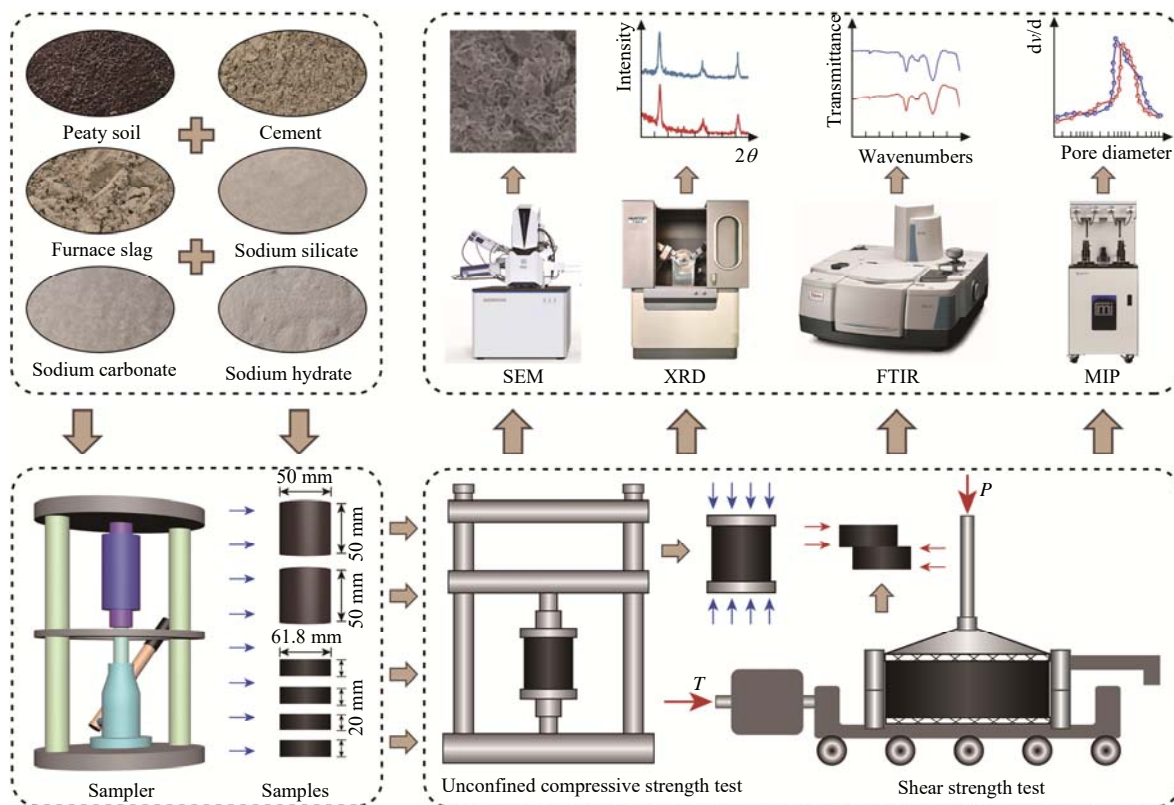 Peaty soil
Cement
Furnace slag
Sodium silicate
Sodium carbonate
Sodium hydrate
Intensity
2θ
Transmittance
Wavenumbers
dv/d
Pore diameter
SEM
XRD
FTIR
MIP
50 mm
50 mm
50 mm
61.8 mm
20 mm
Sampler
Samples
P
T
Unconfined compressive strength test
Shear strength test